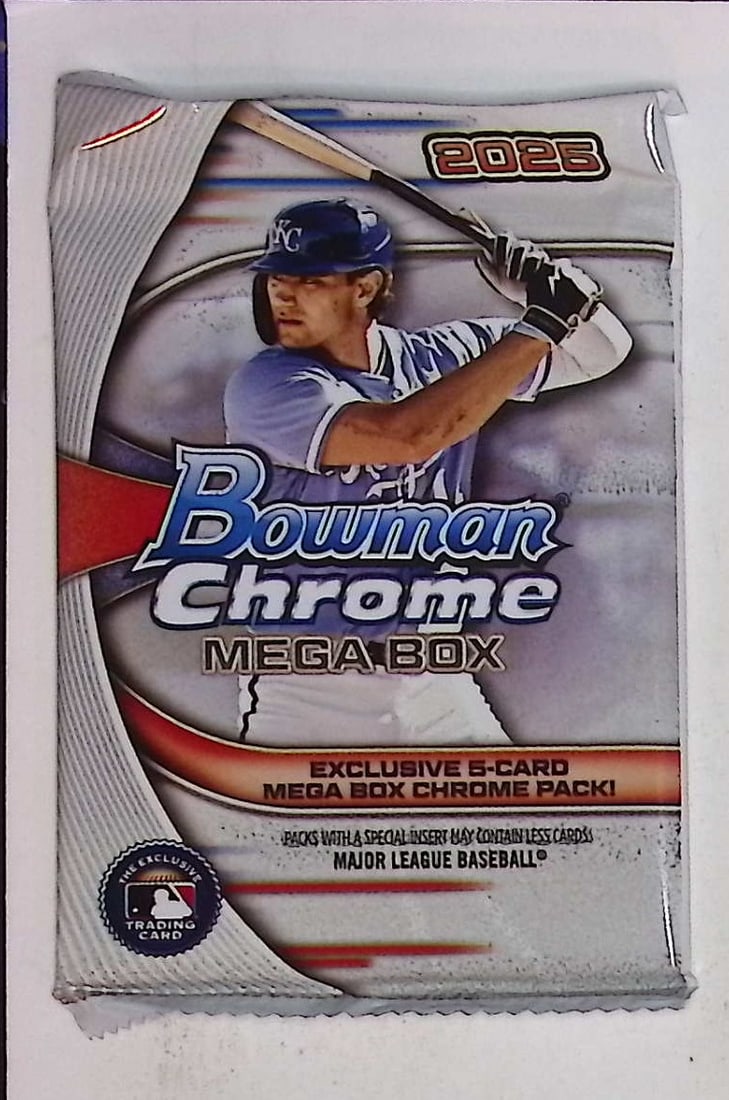 2025
KC
Bowman®
Chrome
MEGA BOX
EXCLUSIVE 5-CARD
MEGA BOX CHROME PACK!
PACKS WITH A SPECIAL INSERT MAY CONTAIN LESS CARDS.
MAJOR LEAGUE BASEBALL®
THE EXCLUSIVE
TRADING
CARD